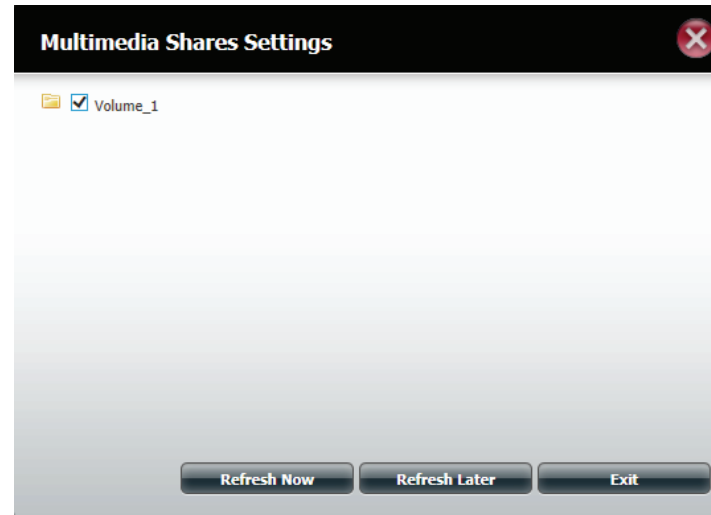 Multimedia Shares Settings
Volume_1
Refresh Now
Refresh Later
Exit